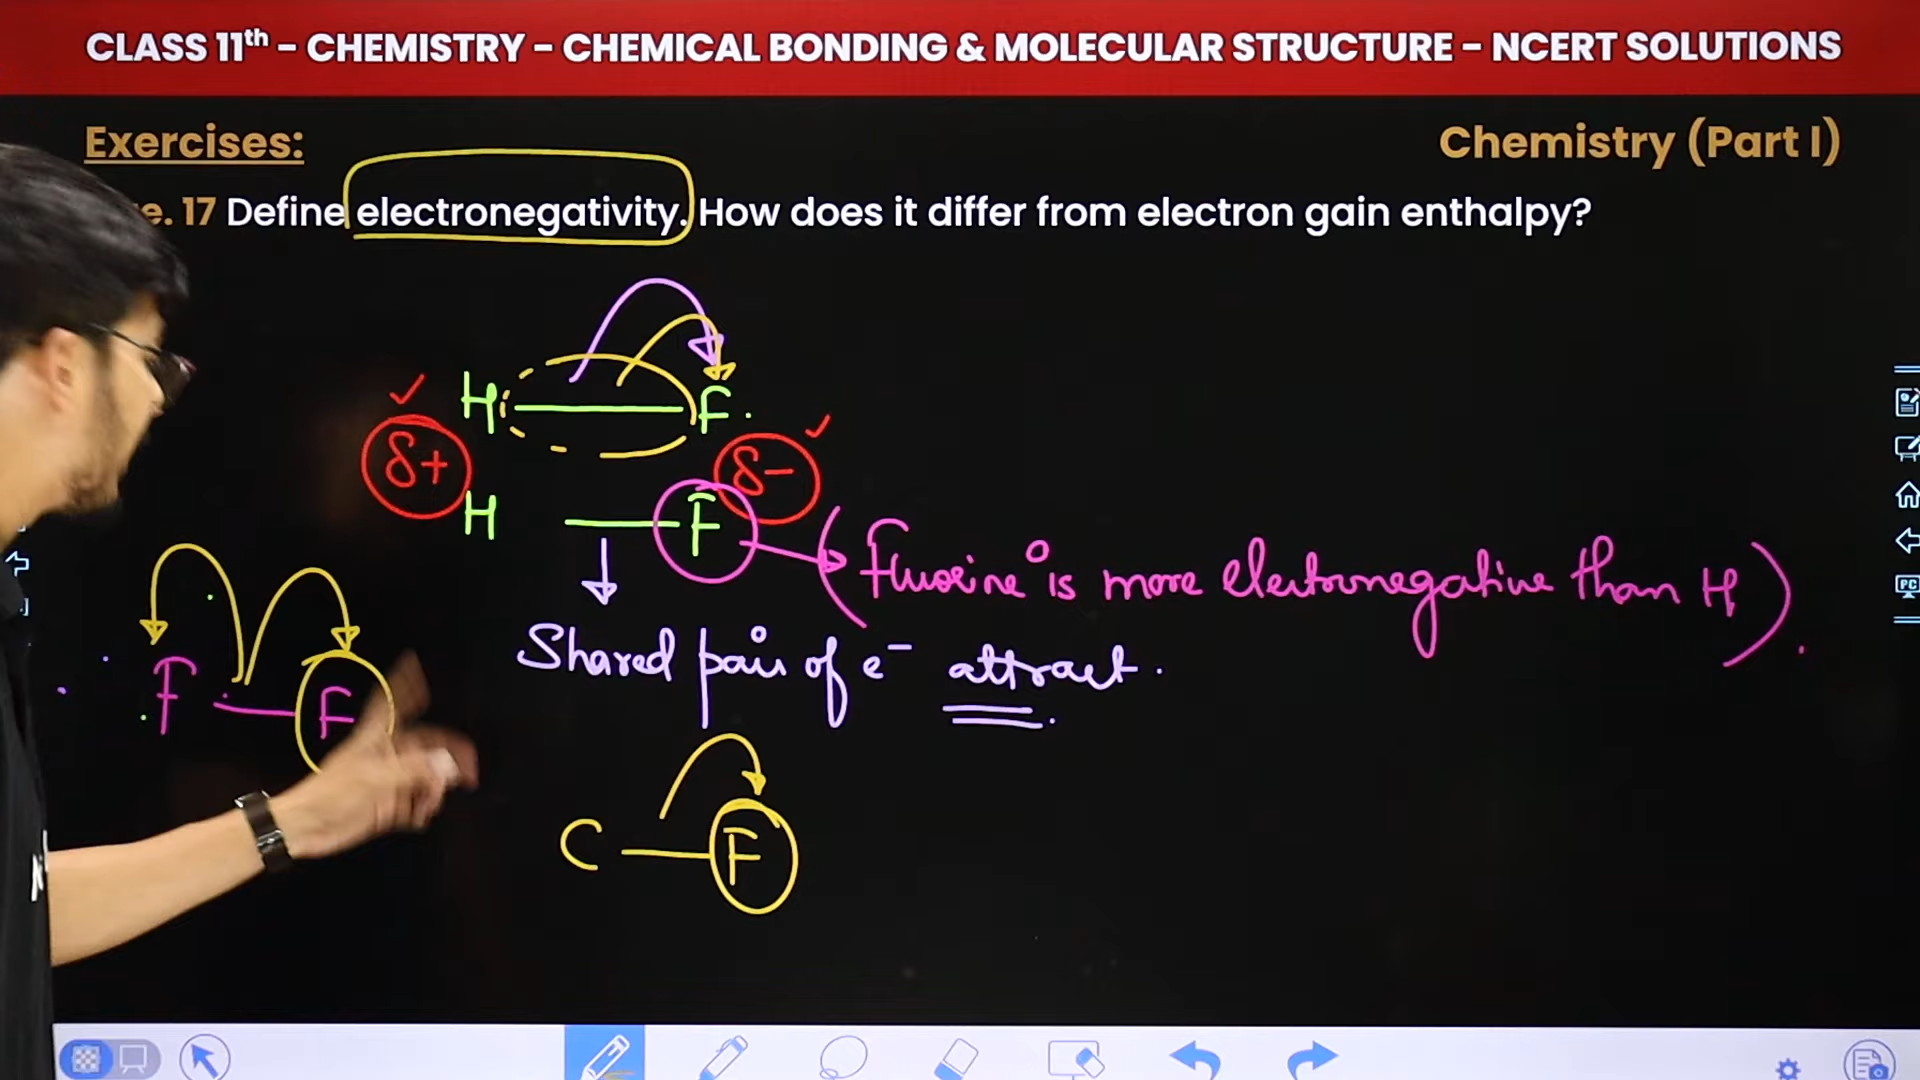 CLASS 11th - CHEMISTRY - CHEMICAL BONDING & MOLECULAR STRUCTURE - NCERT SOLUTIONS
Exercises:
Chemistry (Part I)
e. 17 Define electronegativity. How does it differ from electron gain enthalpy?
H F.
δ+ δ-
H F
(Fluorine is more electronegative than H).
Shared pair of e⁻ attract.
F F
C F
PC